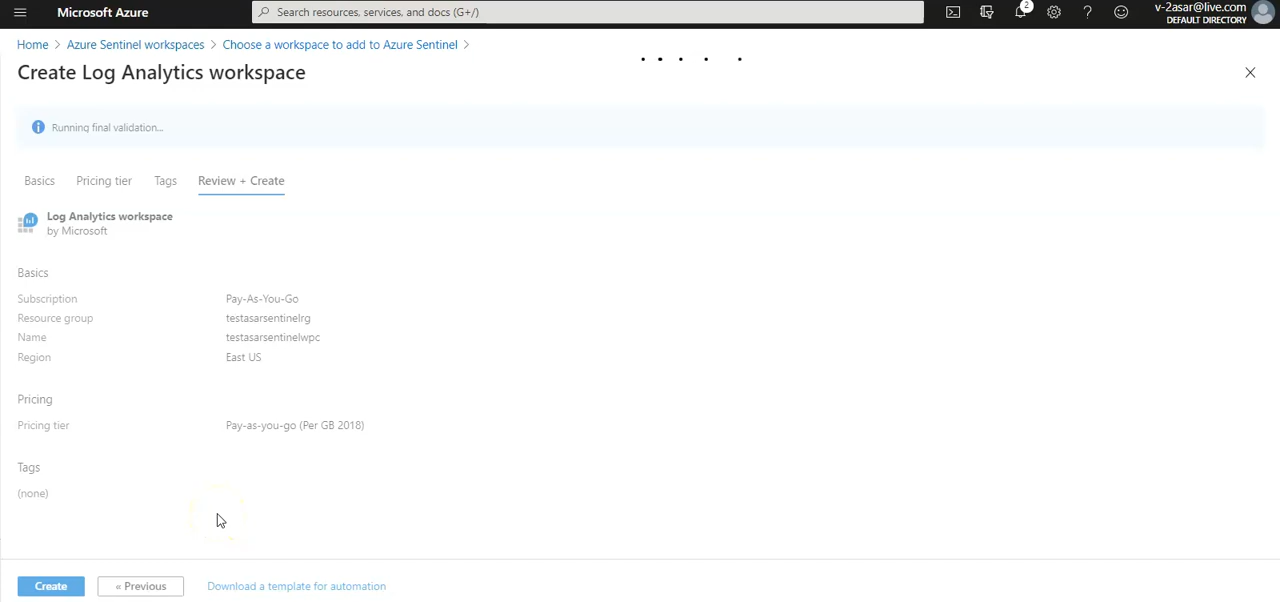 Microsoft Azure
Search resources, services, and docs (G+/)
2
v-2asar@live.com
DEFAULT DIRECTORY
Home > Azure Sentinel workspaces > Choose a workspace to add to Azure Sentinel >
Create Log Analytics workspace
Running final validation...
Basics Pricing tier Tags Review + Create
Log Analytics workspace
by Microsoft
Basics
Subscription Pay-As-You-Go
Resource group testasarsentinelrg
Name testasarsentinelwpc
Region East US
Pricing
Pricing tier Pay-as-you-go (Per GB 2018)
Tags
(none)
Create « Previous Download a template for automation